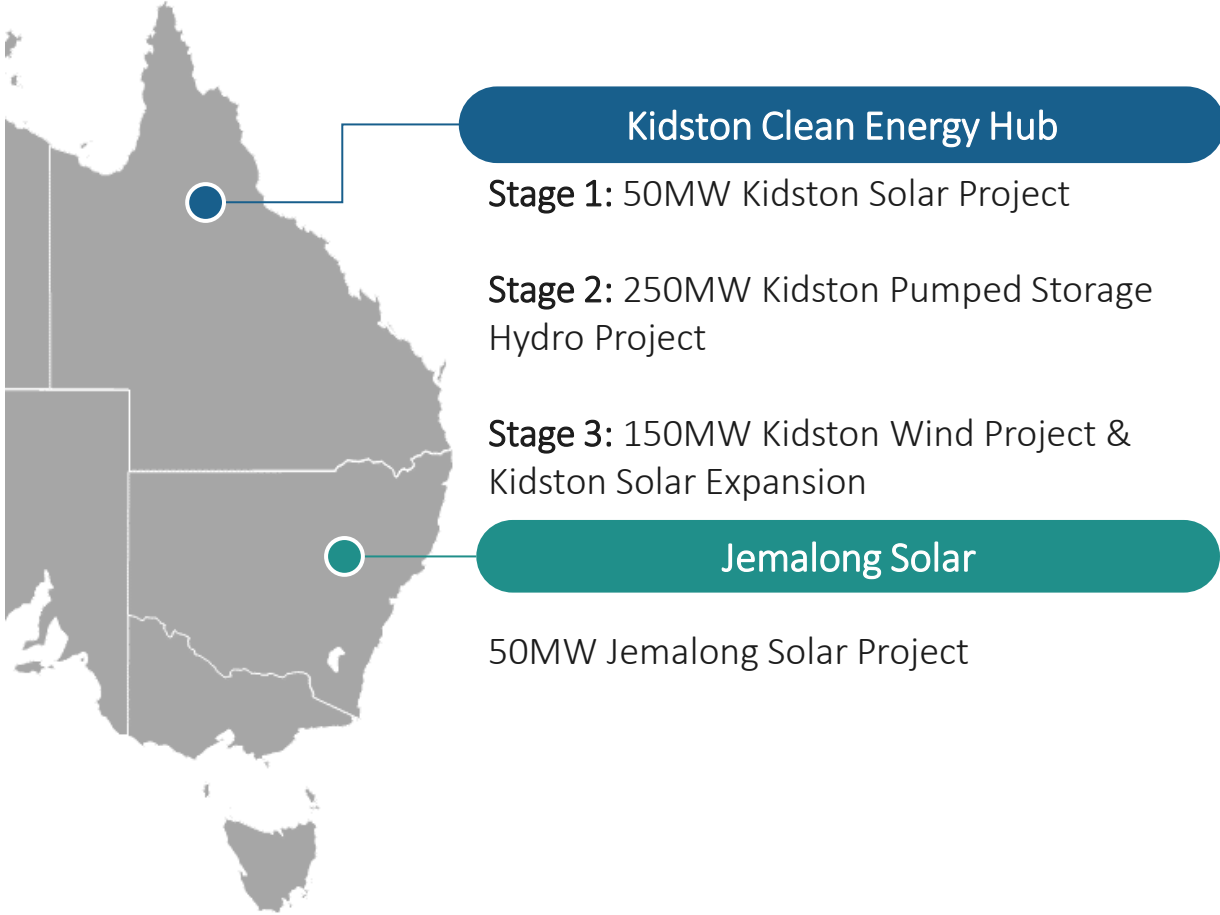 Kidston Clean Energy Hub
Stage 1: 50MW Kidston Solar Project
Stage 2: 250MW Kidston Pumped Storage
Hydro Project
Stage 3: 150MW Kidston Wind Project &
Kidston Solar Expansion
Jemalong Solar
50MW Jemalong Solar Project